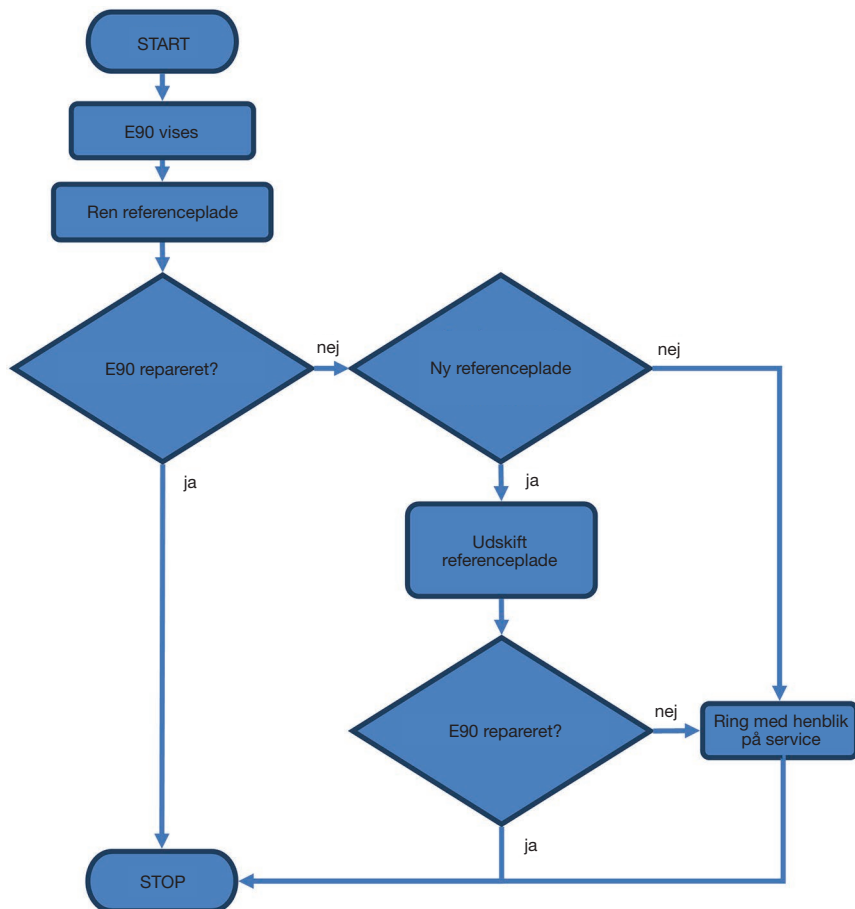 START
E90 vises
Ren referenceplade
E90 repareret?
nej
Ny referenceplade
nej
ja
ja
Udskift
referenceplade
E90 repareret?
nej
Ring med henblik
på service
ja
STOP